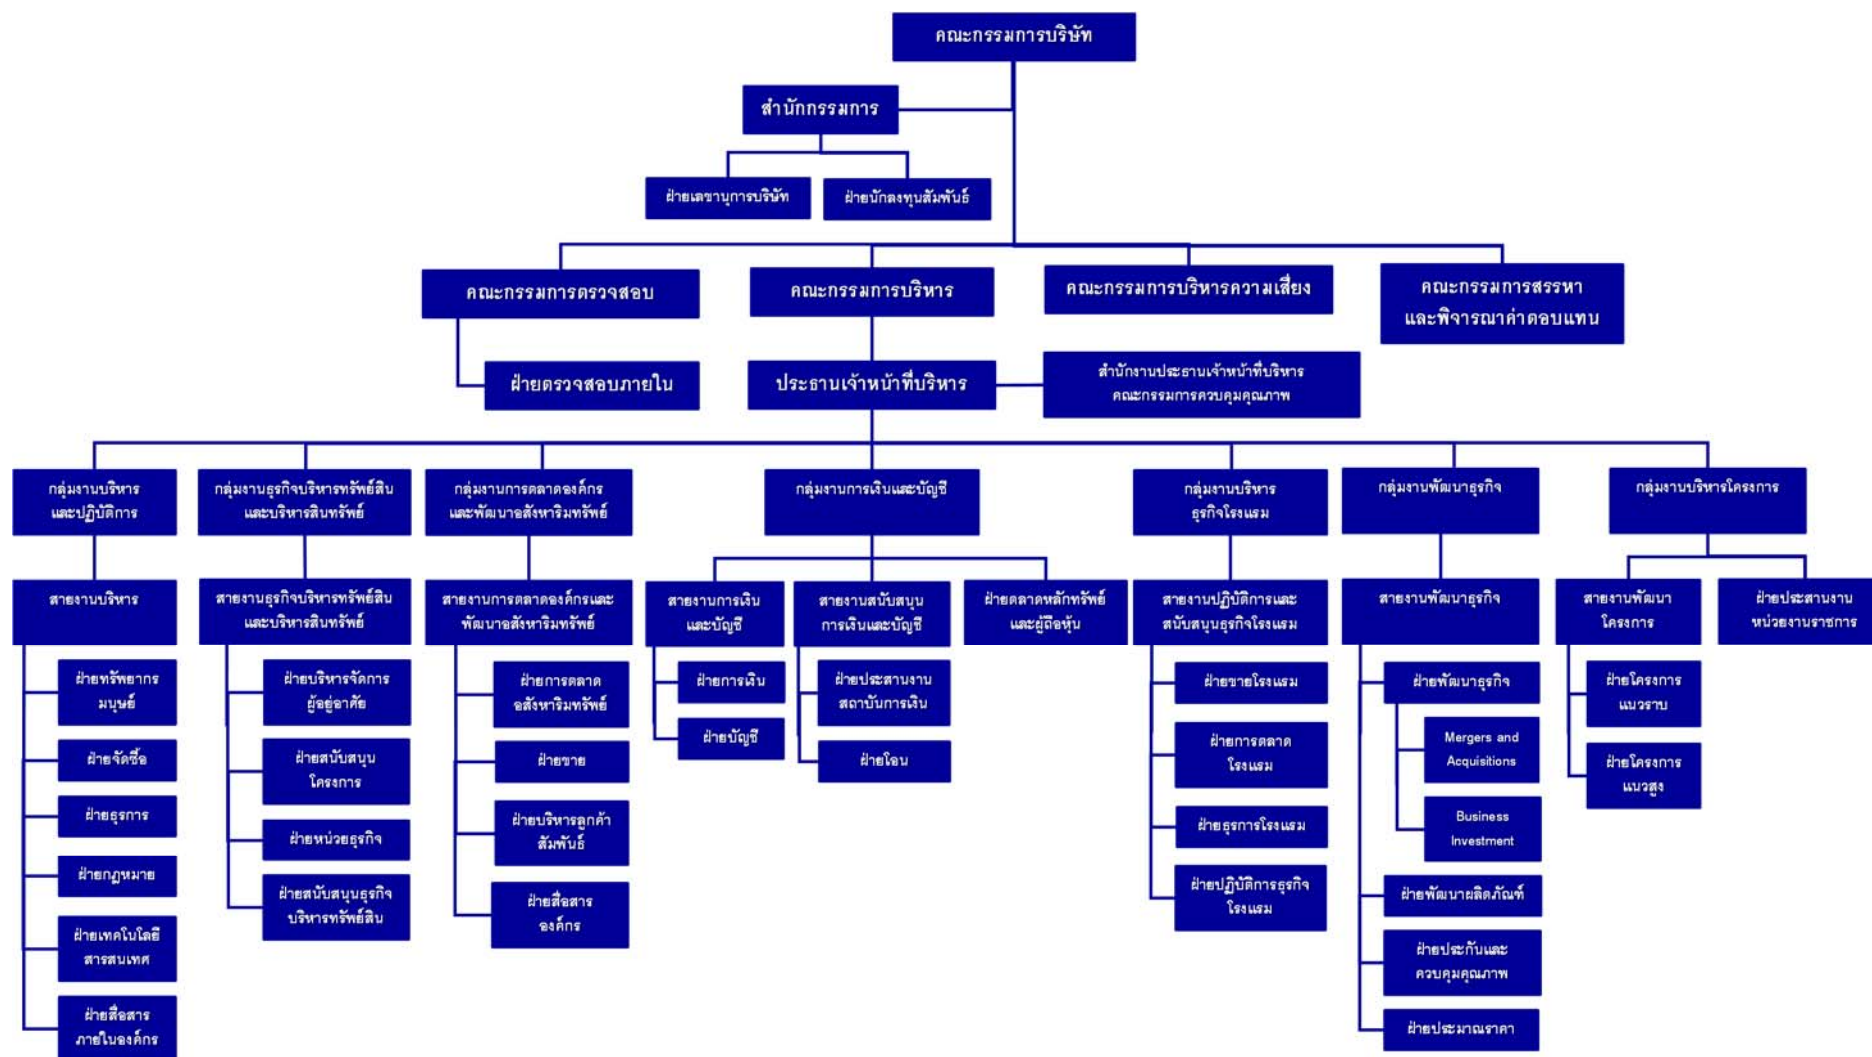 คณะกรรมการบริษัท
สำนักกรรมการ
ฝ่ายเลขานุการบริษัท
ฝ่ายนักลงทุนสัมพันธ์
คณะกรรมการตรวจสอบ
คณะกรรมการบริหาร
คณะกรรมการบริหารความเสี่ยง
คณะกรรมการสรรหา
และพิจารณาค่าตอบแทน
ฝ่ายตรวจสอบภายใน
ประธานเจ้าหน้าที่บริหาร
สำนักงานประธานเจ้าหน้าที่บริหาร
คณะกรรมการควบคุมคุณภาพ
กลุ่มงานบริหาร
และปฏิบัติการ
กลุ่มงานธุรกิจบริหารทรัพย์สิน
และบริหารสินทรัพย์
กลุ่มงานการตลาดองค์กร
และพัฒนาอสังหาริมทรัพย์
กลุ่มงานการเงินและบัญชี
กลุ่มงานบริหาร
ธุรกิจโรงแรม
กลุ่มงานพัฒนาธุรกิจ
กลุ่มงานบริหารโครงการ
สายงานบริหาร
สายงานธุรกิจบริหารทรัพย์สิน
และบริหารสินทรัพย์
สายงานการตลาดองค์กรและ
พัฒนาอสังหาริมทรัพย์
สายงานการเงิน
และบัญชี
สายงานสนับสนุน
การเงินและบัญชี
ฝ่ายตลาดหลักทรัพย์
และผู้ถือหุ้น
สายงานปฏิบัติการและ
สนับสนุนธุรกิจโรงแรม
สายงานพัฒนาธุรกิจ
สายงานพัฒนา
โครงการ
ฝ่ายประสานงาน
หน่วยงานราชการ
ฝ่ายทรัพยากร
มนุษย์
ฝ่ายจัดซื้อ
ฝ่ายธุรการ
ฝ่ายกฎหมาย
ฝ่ายเทคโนโลยี
สารสนเทศ
ฝ่ายสื่อสาร
ภายในองค์กร
ฝ่ายบริหารจัดการ
ผู้อยู่อาศัย
ฝ่ายสนับสนุน
โครงการ
ฝ่ายหน่วยธุรกิจ
ฝ่ายสนับสนุนธุรกิจ
บริหารทรัพย์สิน
ฝ่ายการตลาด
อสังหาริมทรัพย์
ฝ่ายขาย
ฝ่ายบริหารลูกค้า
สัมพันธ์
ฝ่ายสื่อสาร
องค์กร
ฝ่ายการเงิน
ฝ่ายบัญชี
ฝ่ายประสานงาน
สถาบันการเงิน
ฝ่ายโอน
ฝ่ายขายโรงแรม
ฝ่ายการตลาด
โรงแรม
ฝ่ายธุรการโรงแรม
ฝ่ายปฏิบัติการธุรกิจ
โรงแรม
ฝ่ายพัฒนาธุรกิจ
Mergers and
Acquisitions
Business
Investment
ฝ่ายพัฒนาผลิตภัณฑ์
ฝ่ายประกันและ
ควบคุมคุณภาพ
ฝ่ายประมาณราคา
ฝ่ายโครงการ
แนวราบ
ฝ่ายโครงการ
แนวสูง